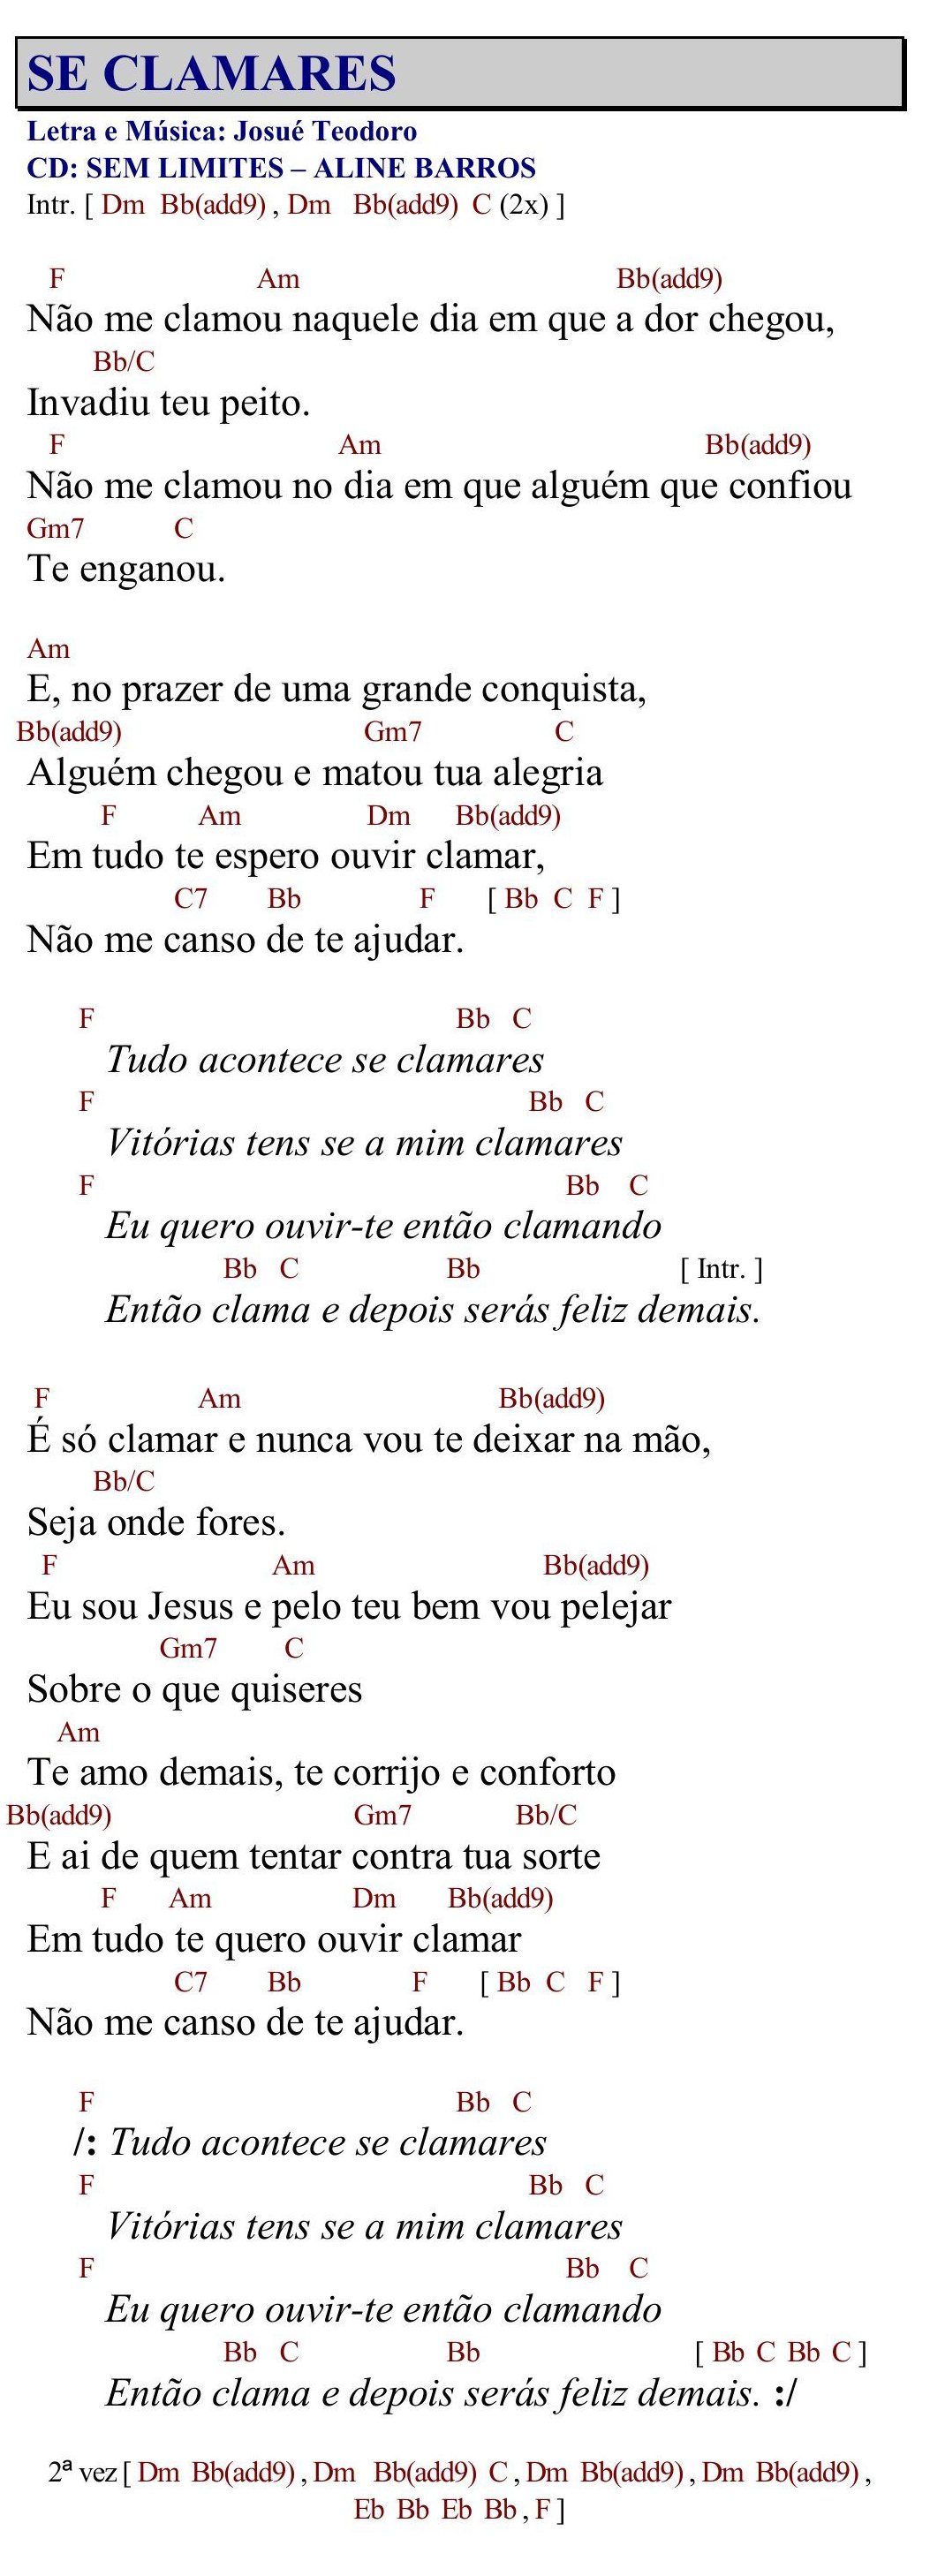 SE CLAMARES
Letra e Música: Josué Teodoro
CD: SEM LIMITES – ALINE BARROS
Intr. [ Dm Bb(add9) , Dm Bb(add9) C (2x) ]
F Am Bb(add9)
Não me clamou naquele dia em que a dor chegou,
Bb/C
Invadiu teu peito.
F Am Bb(add9)
Não me clamou no dia em que alguém que confiou
Gm7 C
Te enganou.
Am
E, no prazer de uma grande conquista,
Bb(add9) Gm7 C
Alguém chegou e matou tua alegria
F Am Dm Bb(add9)
Em tudo te espero ouvir clamar,
C7 Bb F [ Bb C F ]
Não me canso de te ajudar.
F Bb C
Tudo acontece se clamares
F Bb C
Vitórias tens se a mim clamares
F Bb C
Eu quero ouvir-te então clamando
Bb C Bb [ Intr. ]
Então clama e depois serás feliz demais.
F Am Bb(add9)
É só clamar e nunca vou te deixar na mão,
Bb/C
Seja onde fores.
F Am Bb(add9)
Eu sou Jesus e pelo teu bem vou pelejar
Gm7 C
Sobre o que quiseres
Am
Te amo demais, te corrijo e conforto
Bb(add9) Gm7 Bb/C
E ai de quem tentar contra tua sorte
F Am Dm Bb(add9)
Em tudo te quero ouvir clamar
C7 Bb F [ Bb C F ]
Não me canso de te ajudar.
F Bb C
/: Tudo acontece se clamares
F Bb C
Vitórias tens se a mim clamares
F Bb C
Eu quero ouvir-te então clamando
Bb C Bb [ Bb C Bb C ]
Então clama e depois serás feliz demais. :/
2ª vez [ Dm Bb(add9) , Dm Bb(add9) C , Dm Bb(add9) , Dm Bb(add9) ,
Eb Bb Eb Bb , F ]